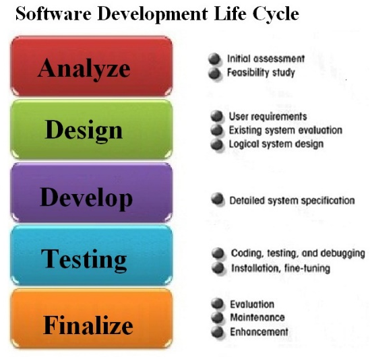 Software Development Life Cycle
Analyze
Initial assessment
Feasibility study
Design
User requirements
Existing system evaluation
Logical system design
Develop
Detailed system specification
Testing
Coding, testing, and debugging
Installation, fine-tuning
Finalize
Evaluation
Maintenance
Enhancement